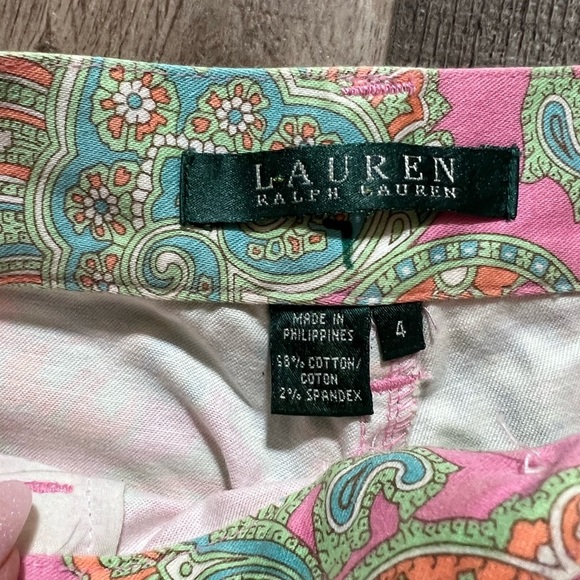 LAUREN
RALPH LAUREN
MADE IN
PHILIPPINES
98% COTTON/
COTON
2% SPANDEX
4